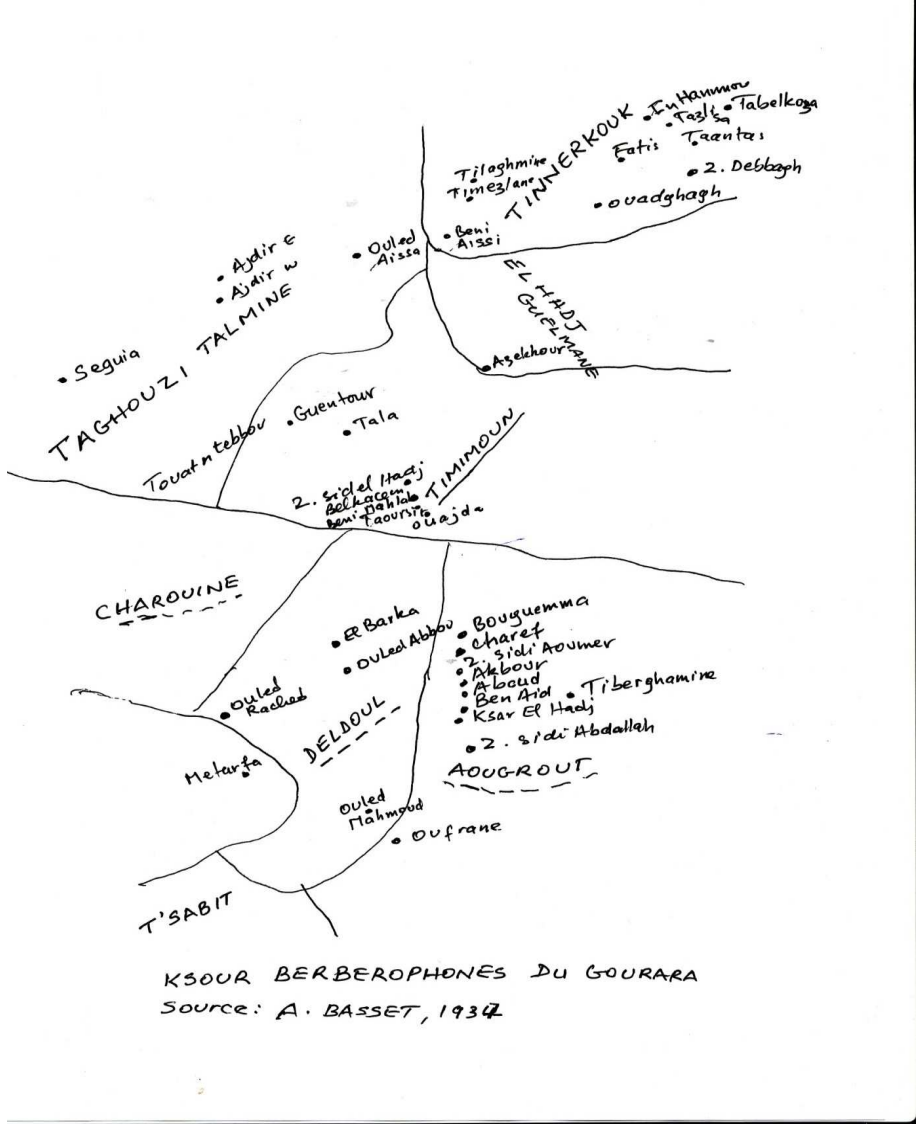 In Hammou
Tazlisa
Tabelkoza
TINNERKOUK
Fatis
Taantas
Tilaghmine
Timezlane
2. Debbagh
Ouadghagh
Beni
Aissi
Ouled
Aissa
Ajdir E
Ajdir W
EL HADJ
GUELMANE
TAGHOUZI TALMINE
Seguia
Azekhour
Guentour
Tala
Touat n tebbou
TIMIMOUN
2. Sidel Hadj
Belkacem
Beni Mahlal
Taoursit
Ouajda
CHAROUINE
El Barka
Ouled Abbou
Bouguemma
Charef
2. Sidi Aoumer
Akbour
Aboud
Ben Aid
Tiberghamine
Ksar El Hadj
2. Sidi Abdallah
Ouled
Rached
DELDOUL
Metarfa
AOUGROUT
Ouled
Mahmoud
Oufrane
T'SABIT
KSOUR BERBEROPHONES DU GOURARA
Source: A. BASSET, 1937